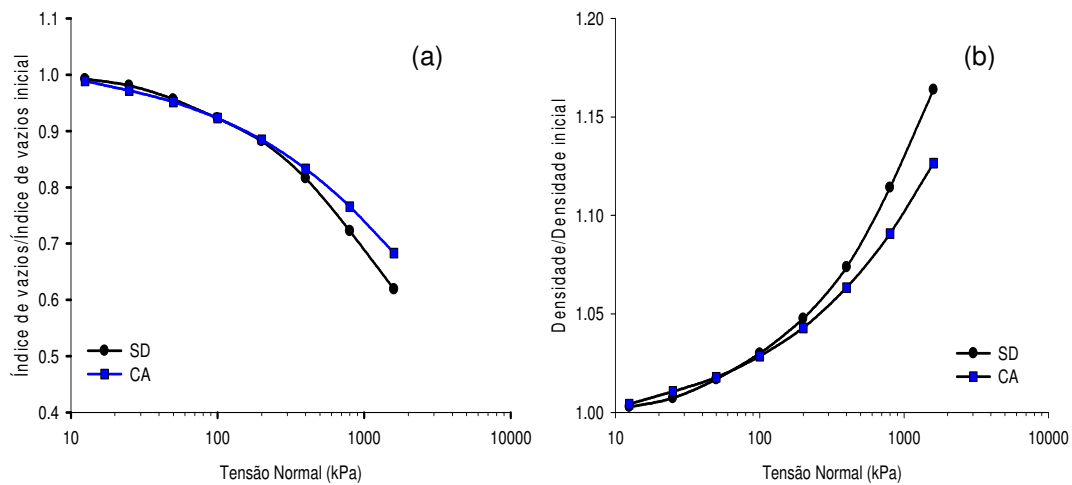 (a)
Índice de vazios/Índice de vazios inicial
1.1
1.0
0.9
0.8
0.7
0.6
0.5
0.4
SD
CA
10 100 1000 10000
Tensão Normal (kPa)
(b)
Densidade/Densidade inicial
1.20
1.15
1.10
1.05
1.00
SD
CA
10 100 1000 10000
Tensão Normal (kPa)